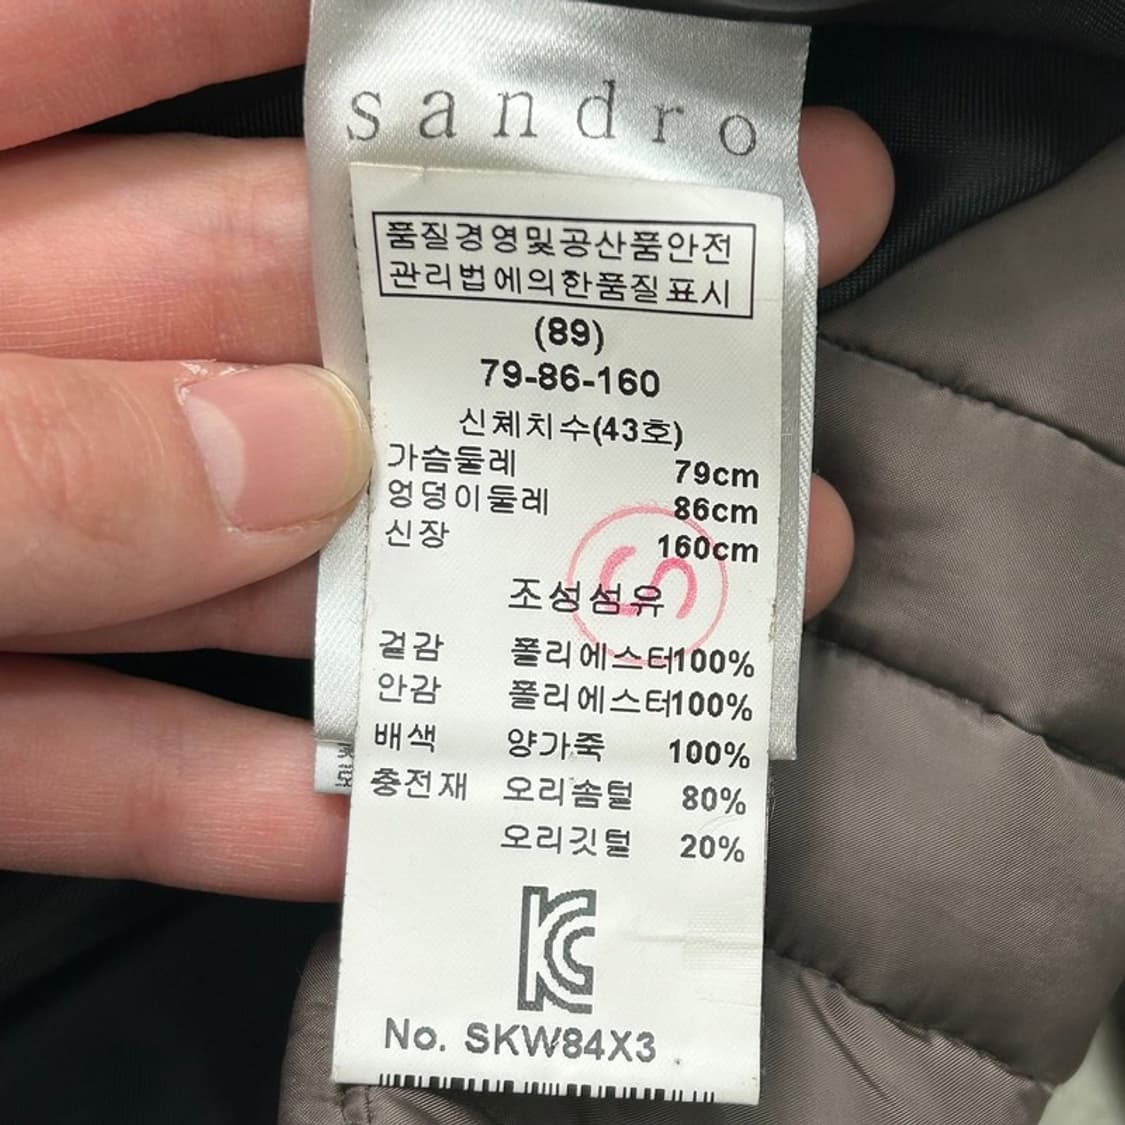 sandro
품질경영및공산품안전
관리법에의한품질표시
(89)
79-86-160
신체치수(43호)
가슴둘레 79cm
엉덩이둘레 86cm
신장 160cm
S
조성섬유
겉감 폴리에스터100%
안감 폴리에스터100%
배색 양가죽 100%
충전재 오리솜털 80%
오리깃털 20%
KC
No. SKW84X3